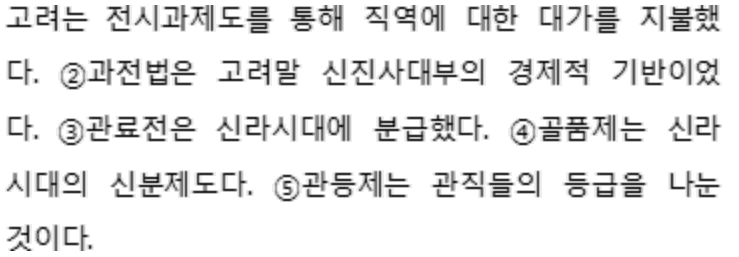 고려는 전시과제도를 통해 직역에 대한 대가를 지불했
다. ②과전법은 고려말 신진사대부의 경제적 기반이었
다. ③관료전은 신라시대에 분급했다. ④골품제는 신라
시대의 신분제도다. ⑤관등제는 관직들의 등급을 나눈
것이다.